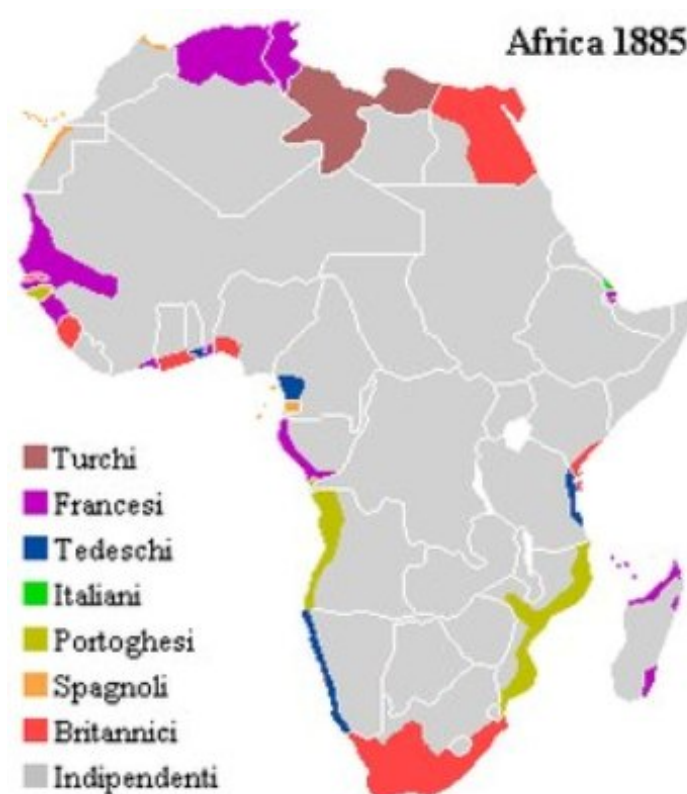 Africa 1885
Turchi
Francesi
Tedeschi
Italiani
Portoghesi
Spagnoli
Britannici
Indipendenti